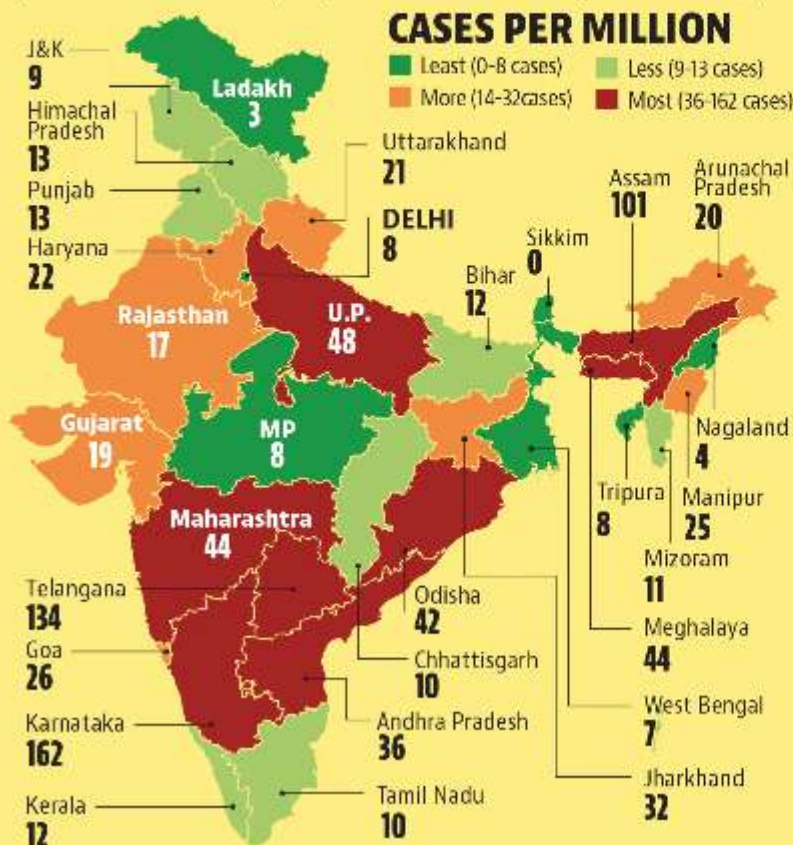 CASES PER MILLION
Least (0-8 cases)
Less (9-13 cases)
More (14-32cases)
Most (36-162 cases)
J&K
9
Ladakh
3
Himachal
Pradesh
13
Punjab
13
Haryana
22
Uttarakhand
21
DELHI
8
Rajasthan
17
U.P.
48
Bihar
12
Sikkim
0
Assam
101
Arunachal
Pradesh
20
Gujarat
19
MP
8
Nagaland
4
Tripura
8
Manipur
25
Mizoram
11
Maharashtra
44
Telangana
134
Odisha
42
Meghalaya
44
Goa
26
Chhattisgarh
10
West Bengal
7
Karnataka
162
Andhra Pradesh
36
Jharkhand
32
Kerala
12
Tamil Nadu
10